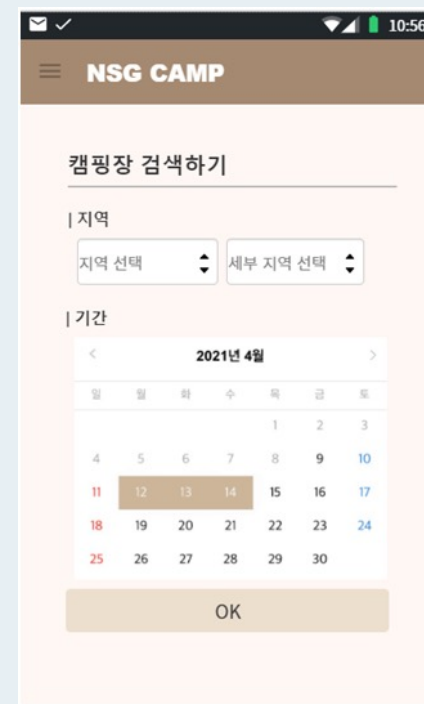 10:56
NSG CAMP
캠핑장 검색하기
| 지역
지역 선택 세부 지역 선택
| 기간
< 2021년 4월 >
일 월 화 수 목 금 토
1 2 3
4 5 6 7 8 9 10
11 12 13 14 15 16 17
18 19 20 21 22 23 24
25 26 27 28 29 30
OK